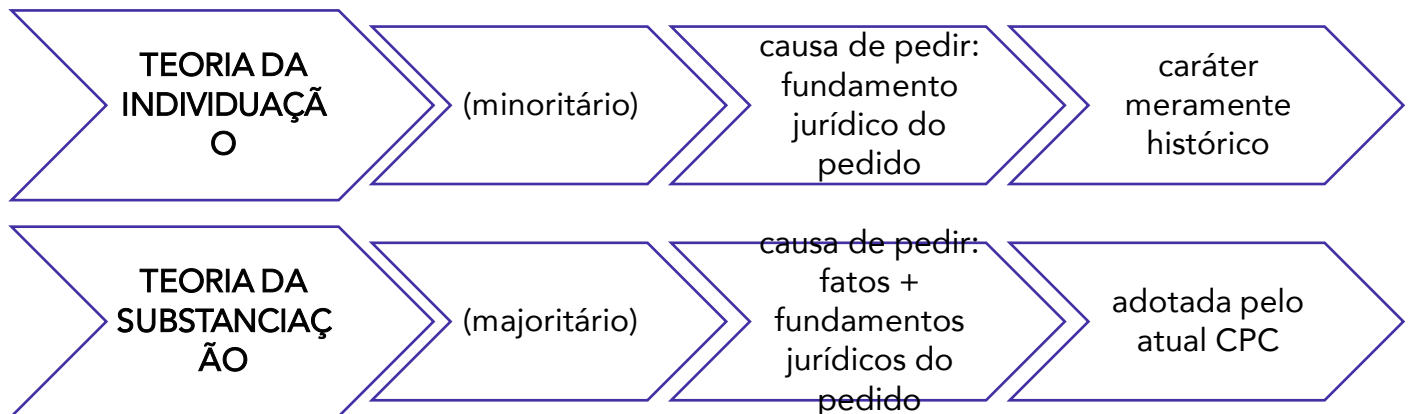 TEORIA DA
INDIVIDUAÇÃ
O
(minoritário)
causa de pedir:
fundamento
jurídico do
pedido
caráter
meramente
histórico
TEORIA DA
SUBSTANCIAÇ
ÃO
(majoritário)
causa de pedir:
fatos +
fundamentos
jurídicos do
pedido
adotada pelo
atual CPC